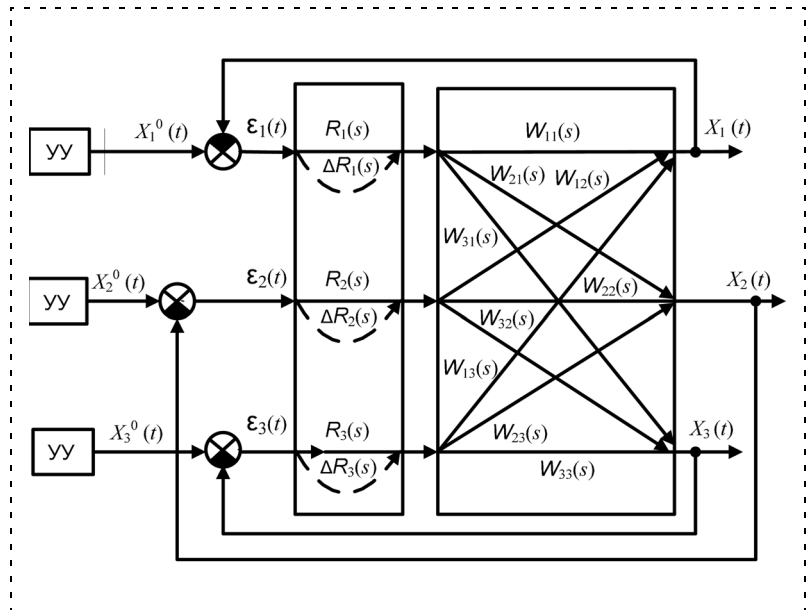 УУ
X₁⁰(t)
ε₁(t)
R₁(s)
ΔR₁(s)
W₁₁(s)
X₁(t)
W₂₁(s)
W₁₂(s)
W₃₁(s)
УУ
X₂⁰(t)
ε₂(t)
R₂(s)
ΔR₂(s)
W₂₂(s)
X₂(t)
W₃₂(s)
W₁₃(s)
УУ
X₃⁰(t)
ε₃(t)
R₃(s)
ΔR₃(s)
W₂₃(s)
W₃₃(s)
X₃(t)